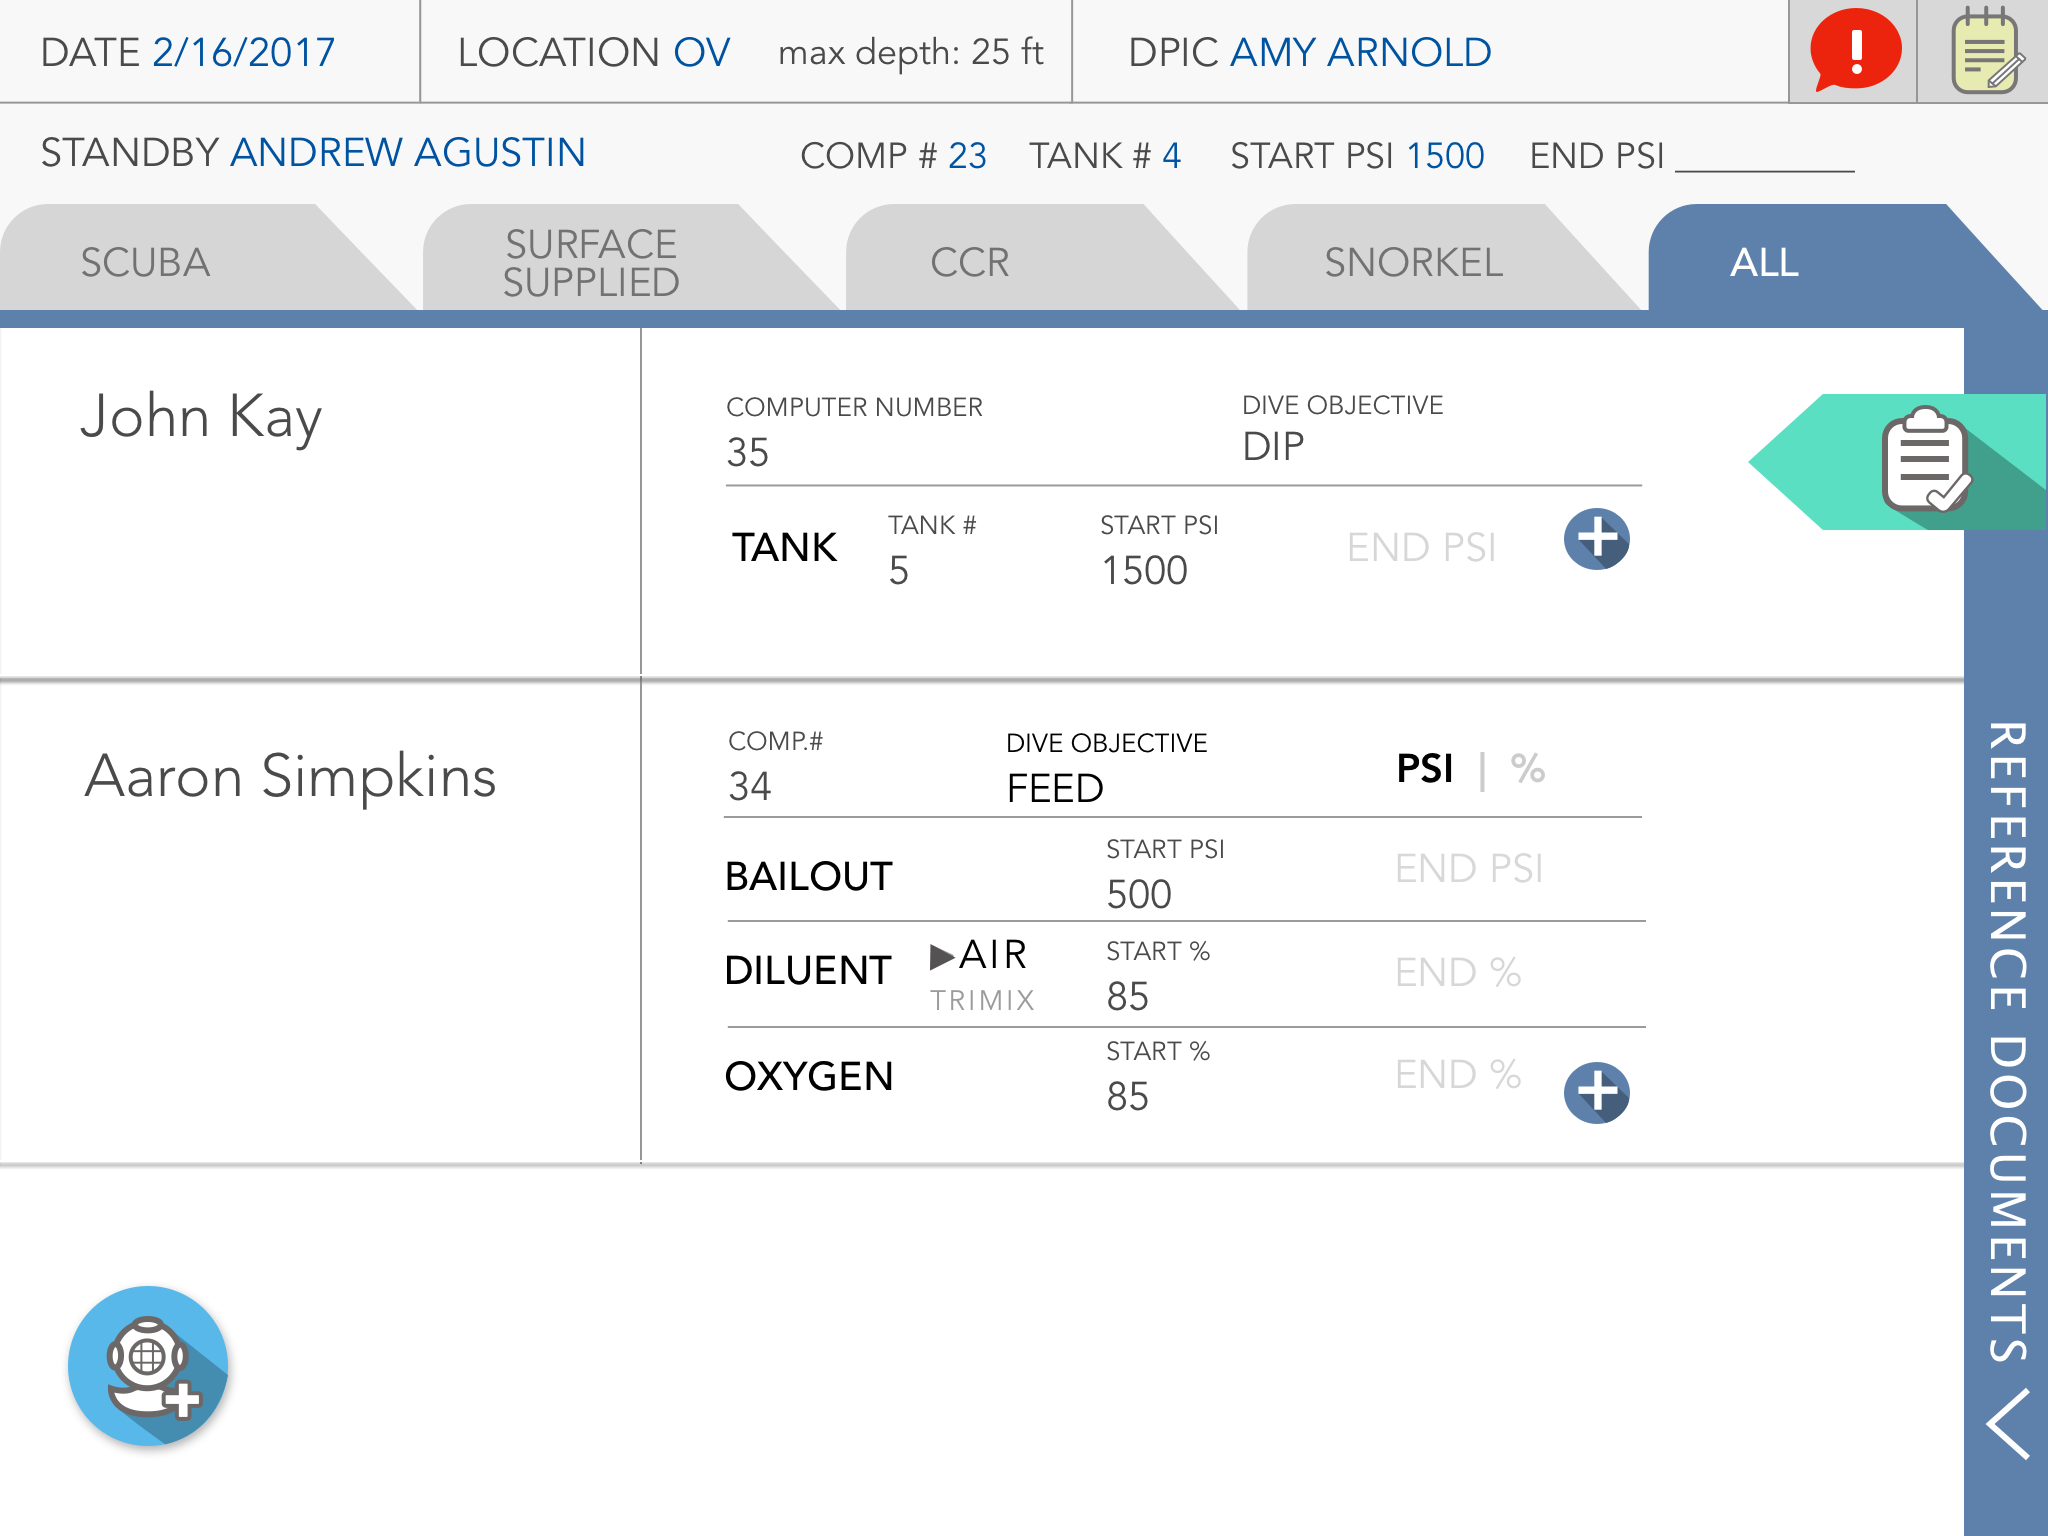 DATE 2/16/2017
LOCATION OV max depth: 25 ft
DPIC AMY ARNOLD
STANDBY ANDREW AGUSTIN
COMP # 23 TANK # 4 START PSI 1500 END PSI
SCUBA
SURFACE
SUPPLIED
CCR
SNORKEL
ALL
John Kay
COMPUTER NUMBER
35
DIVE OBJECTIVE
DIP
TANK
TANK #
5
START PSI
1500
END PSI
Aaron Simpkins
COMP.#
34
DIVE OBJECTIVE
FEED
PSI | %
BAILOUT
START PSI
500
END PSI
DILUENT
▶AIR
TRIMIX
START %
85
END %
OXYGEN
START %
85
END %
REFERENCE DOCUMENTS